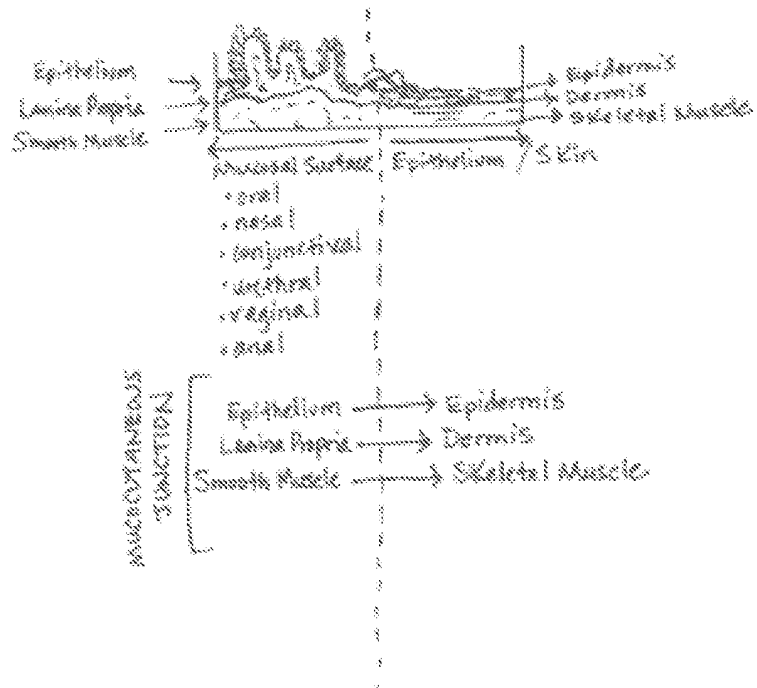 Epithelium
Lamina Propria
Smooth Muscle
Epidermis
Dermis
Skeletal Muscle
Mucosal Surface
Epithelium / Skin
• oral
• nasal
• conjunctival
• urethral
• vaginal
• anal
MUCOCUTANEOUS
JUNCTION
Epithelium → Epidermis
Lamina Propria → Dermis
Smooth Muscle → Skeletal Muscle